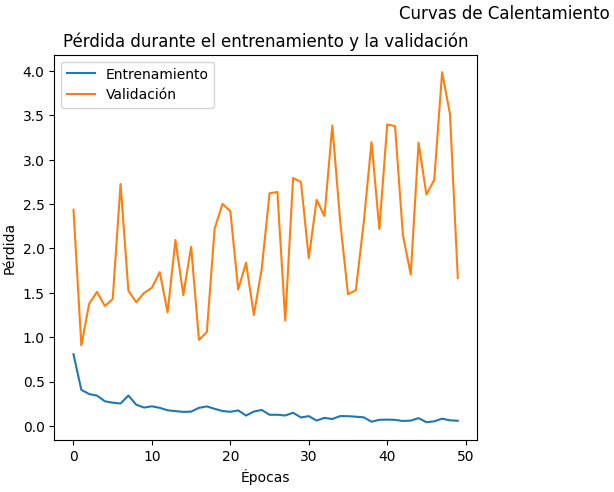 Curvas de Calentamiento
Pérdida durante el entrenamiento y la validación
Entrenamiento
Validación
4.0
3.5
3.0
2.5
2.0
1.5
1.0
0.5
0.0
Pérdida
0 10 20 30 40 50
Épocas